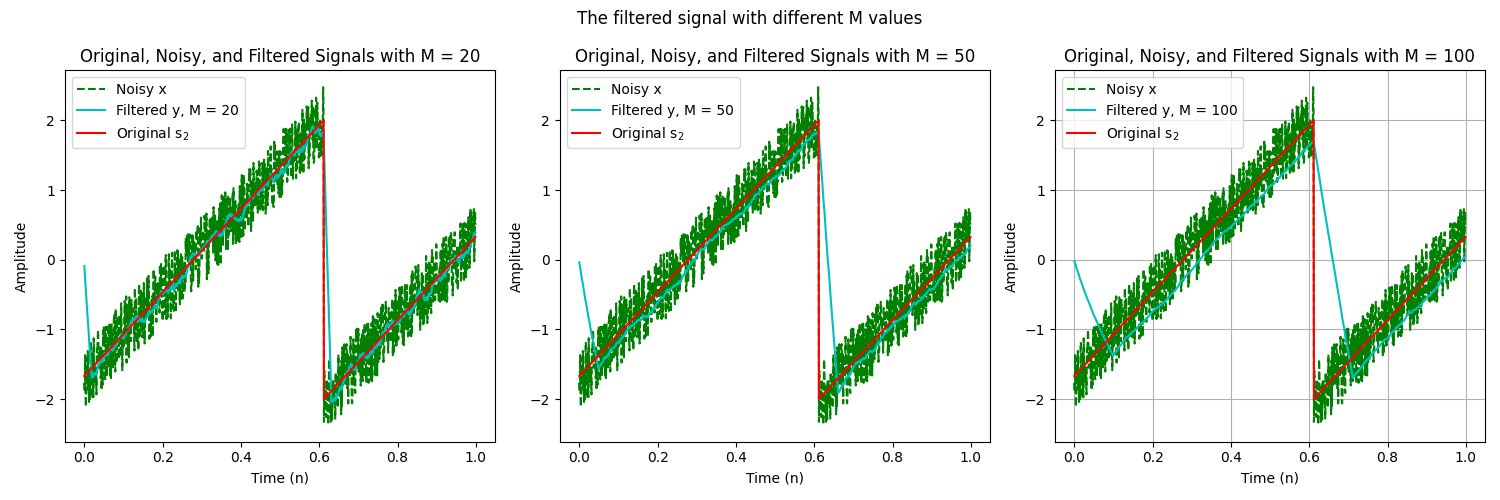 The filtered signal with different M values
Original, Noisy, and Filtered Signals with M = 20
Noisy x
Filtered y, M = 20
Original s₂
2
1
0
−1
−2
Amplitude
0.0 0.2 0.4 0.6 0.8 1.0
Time (n)
Original, Noisy, and Filtered Signals with M = 50
Noisy x
Filtered y, M = 50
Original s₂
2
1
0
−1
−2
Amplitude
0.0 0.2 0.4 0.6 0.8 1.0
Time (n)
Original, Noisy, and Filtered Signals with M = 100
Noisy x
Filtered y, M = 100
Original s₂
2
1
0
−1
−2
Amplitude
0.0 0.2 0.4 0.6 0.8 1.0
Time (n)